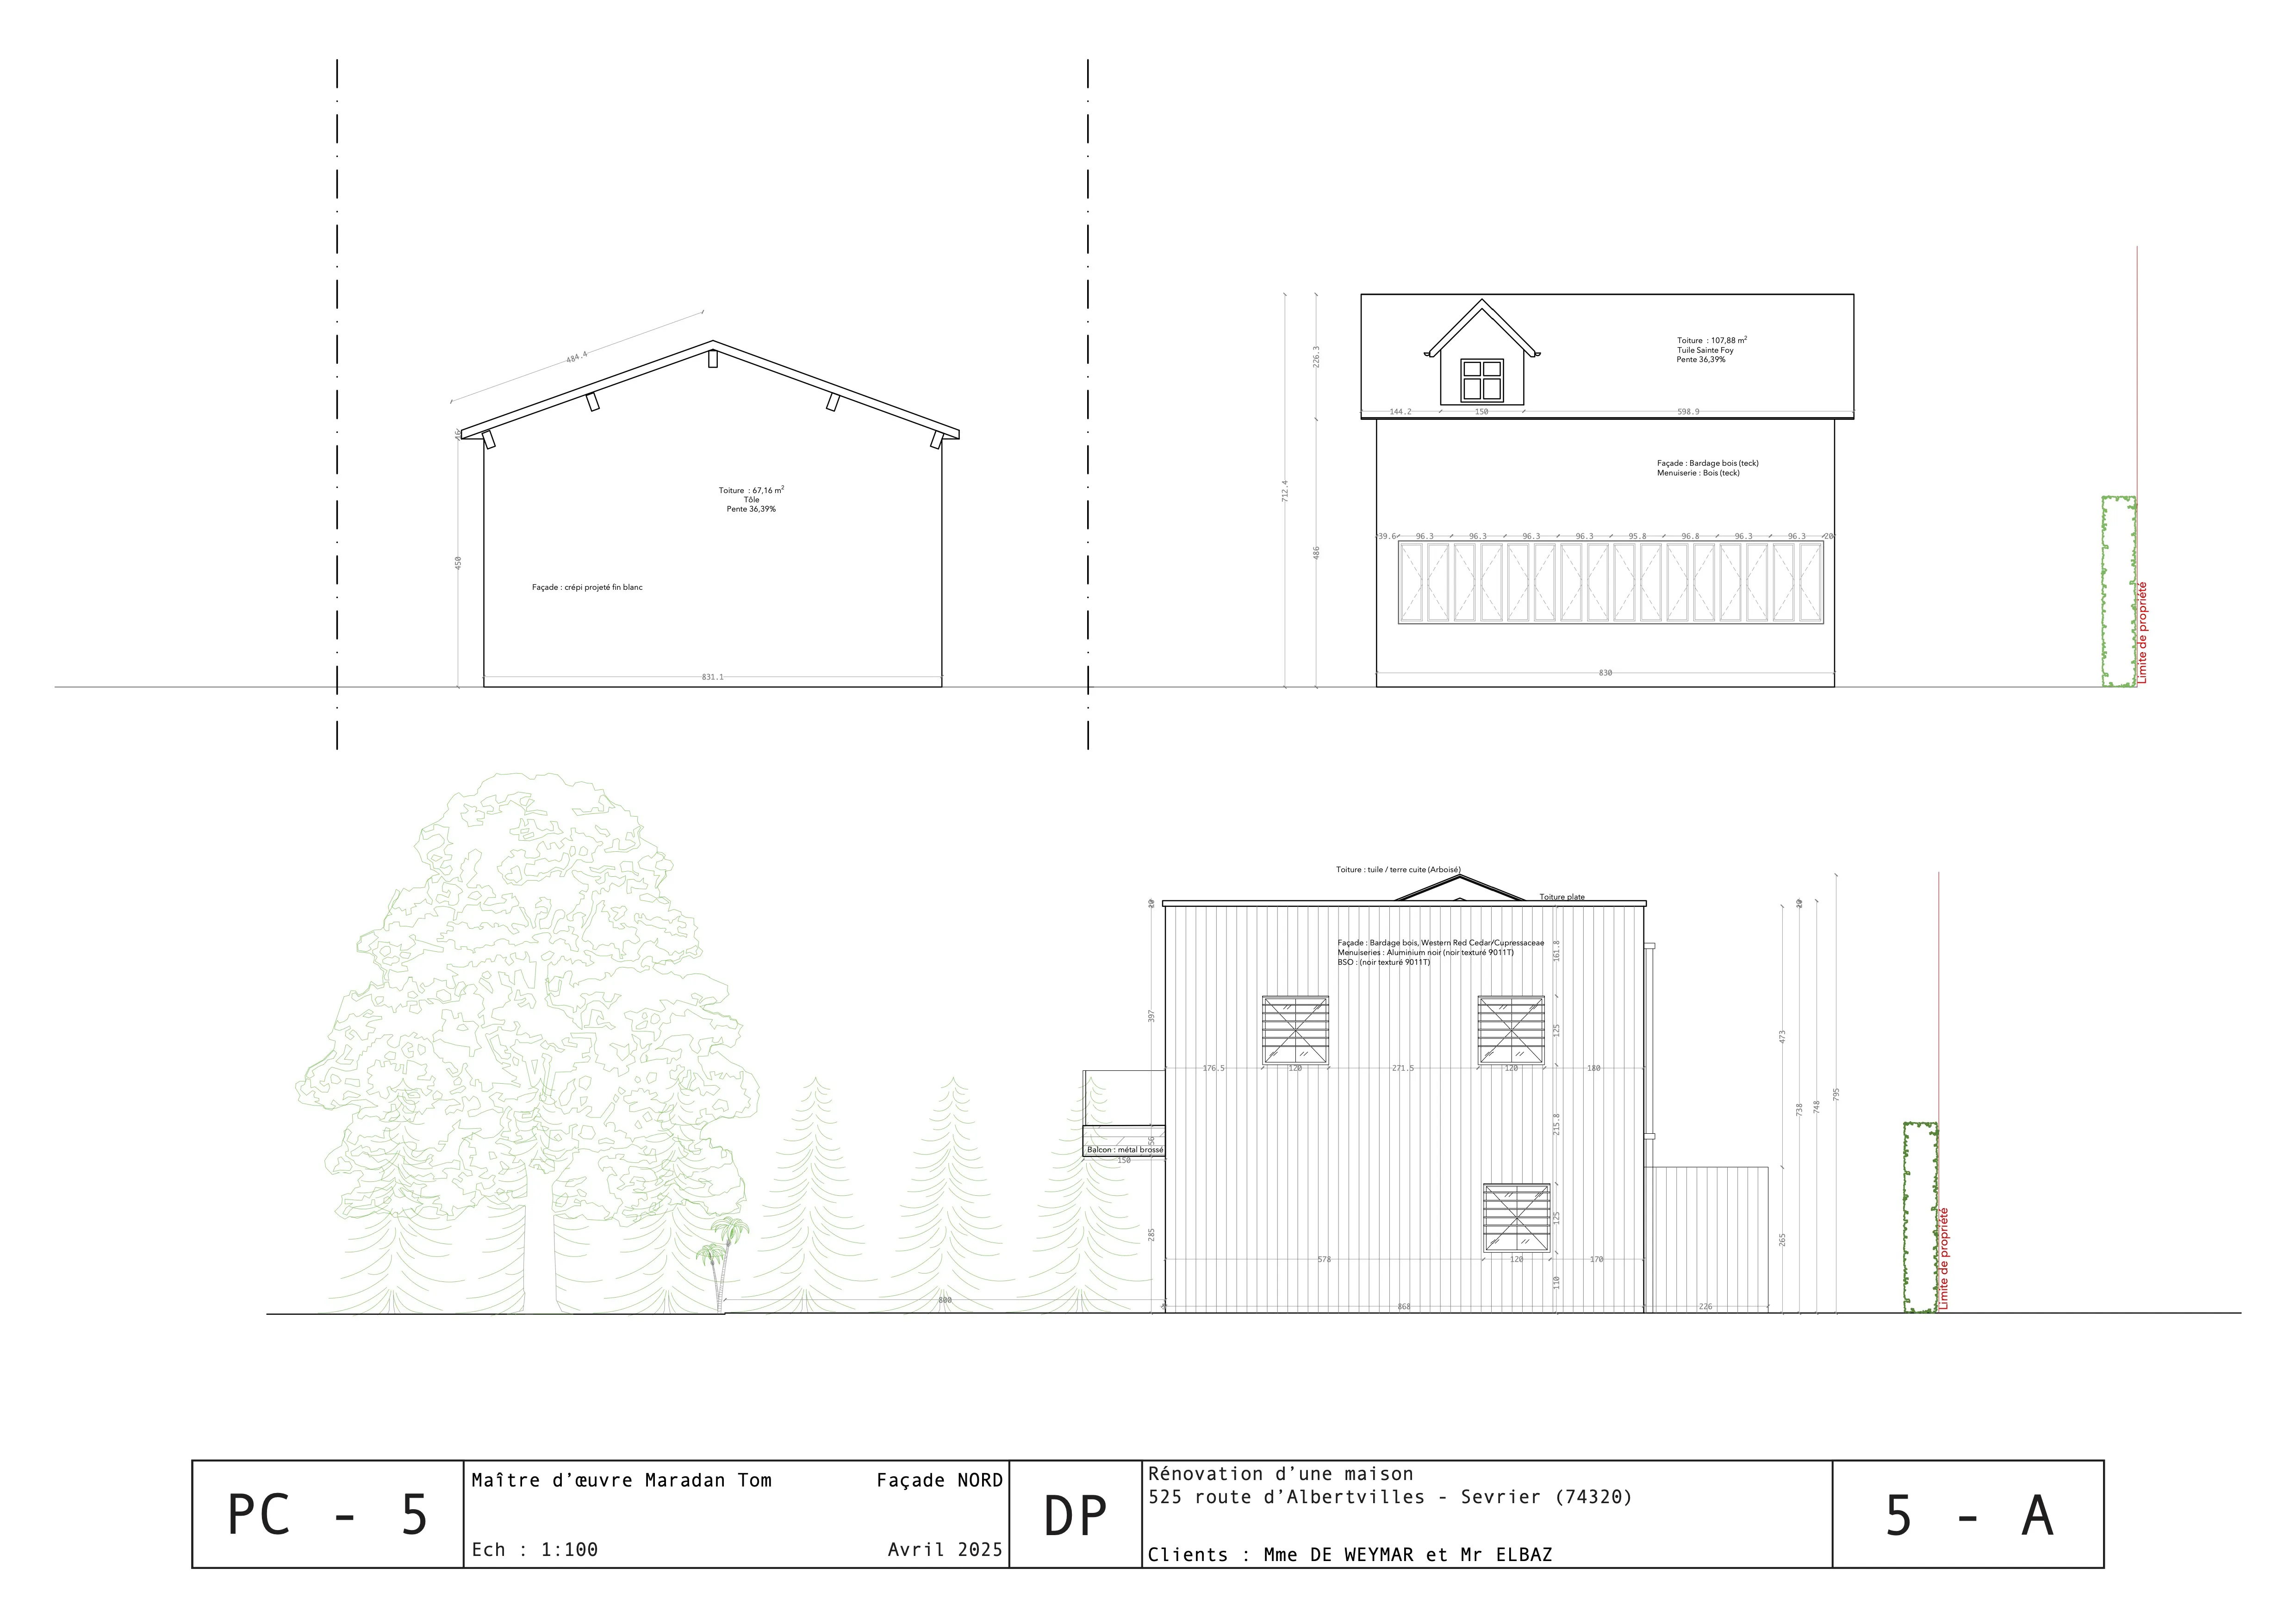 484.4
16
450
Toiture : 67,16 m²
Tôle
Pente 36,39%
Façade : crépi projeté fin blanc
831.1
712.4
226.3
486
Toiture : 107,88 m²
Tuile Sainte Foy
Pente 36,39%
144.2
150
598.9
Façade : Bardage bois (teck)
Menuiserie : Bois (teck)
39.6
96.3
96.3
96.3
96.3
95.8
96.8
96.3
96.3
20
830
Limite de propriété
Toiture : tuile / terre cuite (Arboisé)
Toiture plate
Façade : Bardage bois, Western Red Cedar/Cupressaceae
Menuiseries : Aluminium noir (noir texturé 9011T)
BSO : (noir texturé 9011T)
161.8
397
125
473
176.5
120
271.5
120
180
738
748
795
215.8
56
Balcon : métal brossé
150
285
125
265
578
120
170
110
800
868
226
Limite de propriété
PC - 5
Maître d'œuvre Maradan Tom
Façade NORD
Ech : 1:100
Avril 2025
DP
Rénovation d'une maison
525 route d'Albertvilles - Sevrier (74320)
Clients : Mme DE WEYMAR et Mr ELBAZ
5 - A